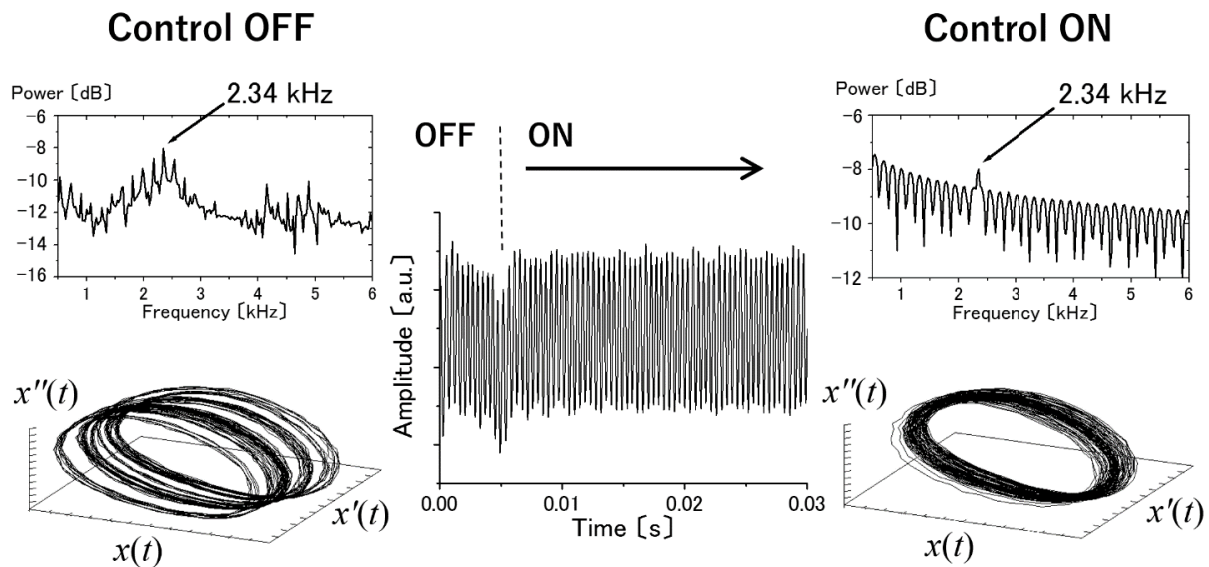 Control OFF
Power〔dB〕
2.34 kHz
−6
−8
−10
−12
−14
−16
1 2 3 4 5 6
Frequency〔kHz〕
x''(t)
x'(t)
x(t)
OFF ON
Amplitude〔a.u.〕
0.00 0.01 0.02 0.03
Time〔s〕
Control ON
Power〔dB〕
2.34 kHz
−6
−8
−10
−12
1 2 3 4 5 6
Frequency〔kHz〕
x''(t)
x'(t)
x(t)